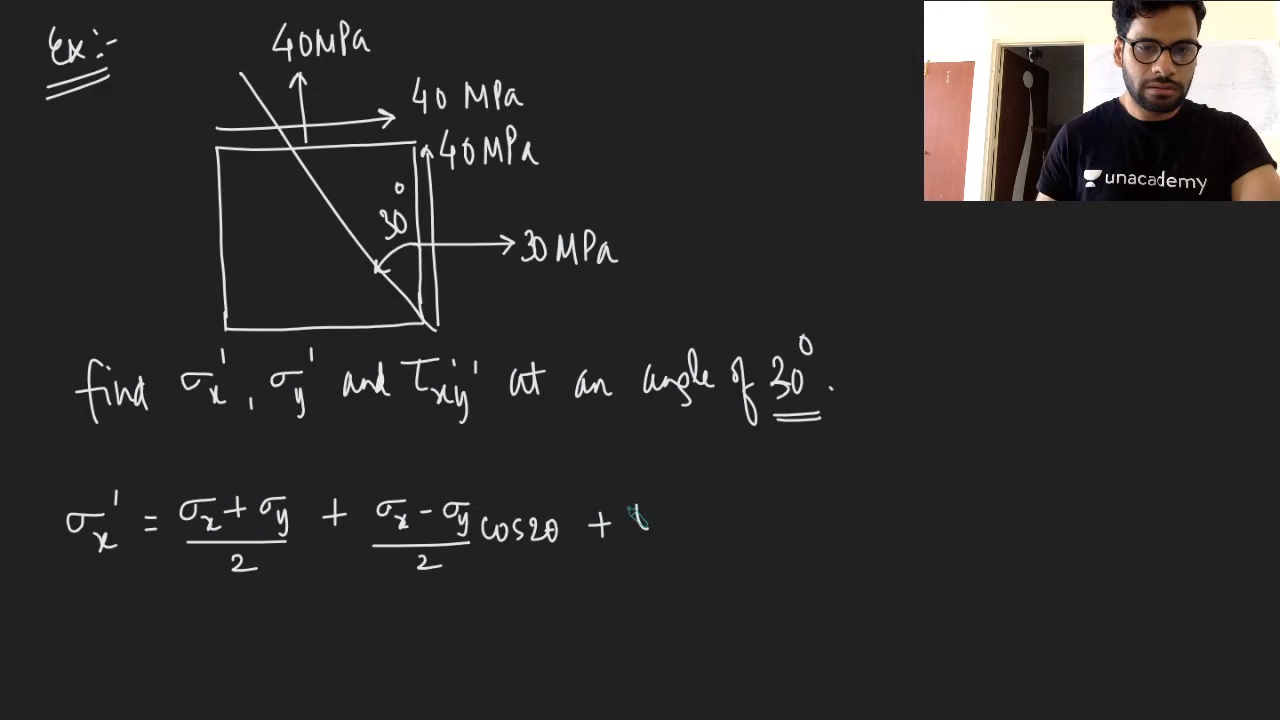 Ex:-
40MPa
40 MPa
40MPa
30°
30 MPa
find σx', σy' and τx'y' at an angle of 30°.
σx' = σx + σy / 2 + σx - σy / 2 cos2θ +
unacademy